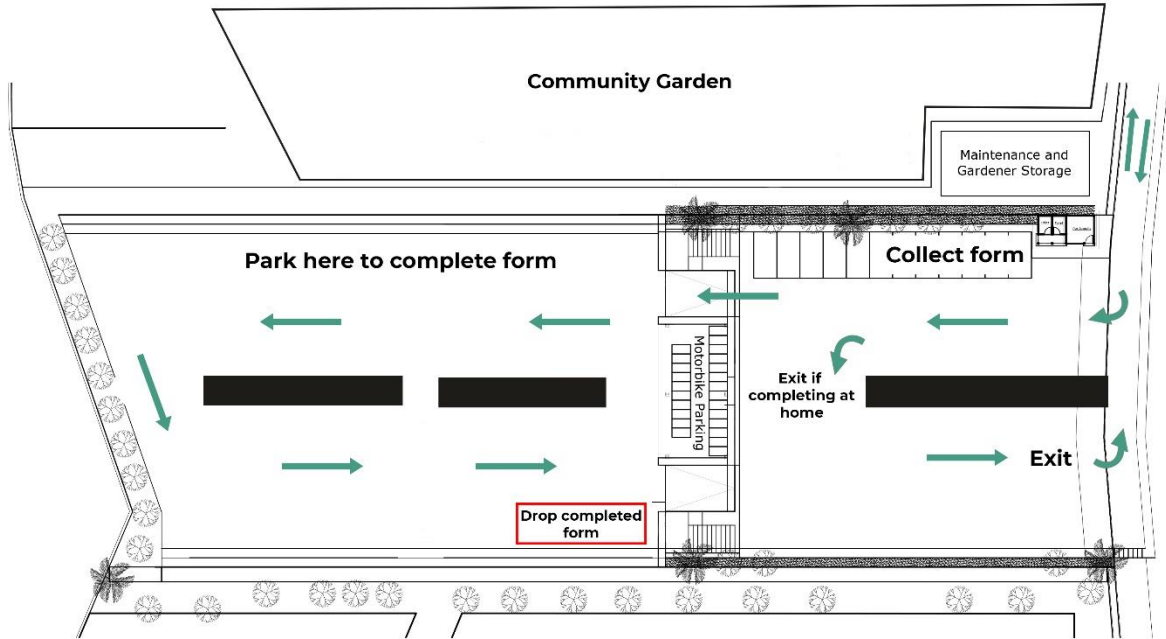 Community Garden
Maintenance and
Gardener Storage
Park here to complete form
Collect form
Motorbike Parking
Exit if
completing at
home
Exit
Drop completed
form